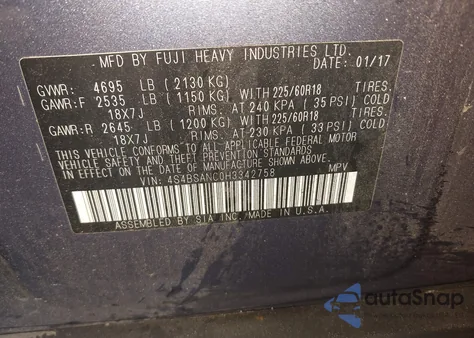 MFD BY FUJI HEAVY INDUSTRIES LTD.
DATE: 01/17
GVWR: 4695 LB (2130 KG)
GAWR:F 2535 LB (1150 KG) WITH 225/60R18 TIRES.
18X7J RIMS. AT 240 KPA (35 PSI) COLD
GAWR:R 2645 LB (1200 KG) WITH 225/60R18 TIRES.
18X7J RIMS. AT 230 KPA (33 PSI) COLD
THIS VEHICLE CONFORMS TO ALL APPLICABLE FEDERAL MOTOR
VEHICLE SAFETY AND THEFT PREVENTION STANDARDS
IN EFFECT ON THE DATE OF MANUFACTURE SHOWN ABOVE.
VIN: 4S4BSANC0H3342758 MPV
ASSEMBLED BY SIA INC. MADE IN U.S.A.
autoSnap